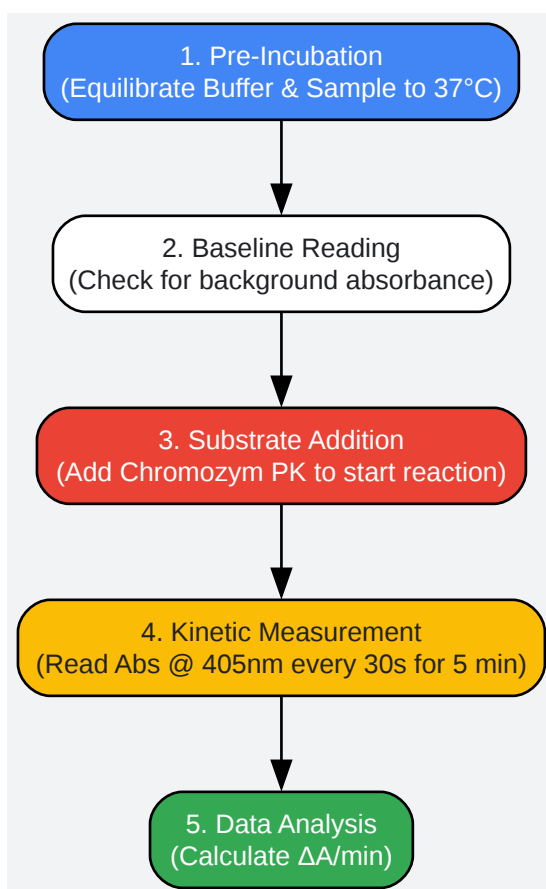 1. Pre-Incubation
(Equilibrate Buffer & Sample to 37°C)
2. Baseline Reading
(Check for background absorbance)
3. Substrate Addition
(Add Chromozym PK to start reaction)
4. Kinetic Measurement
(Read Abs @ 405nm every 30s for 5 min)
5. Data Analysis
(Calculate ΔA/min)